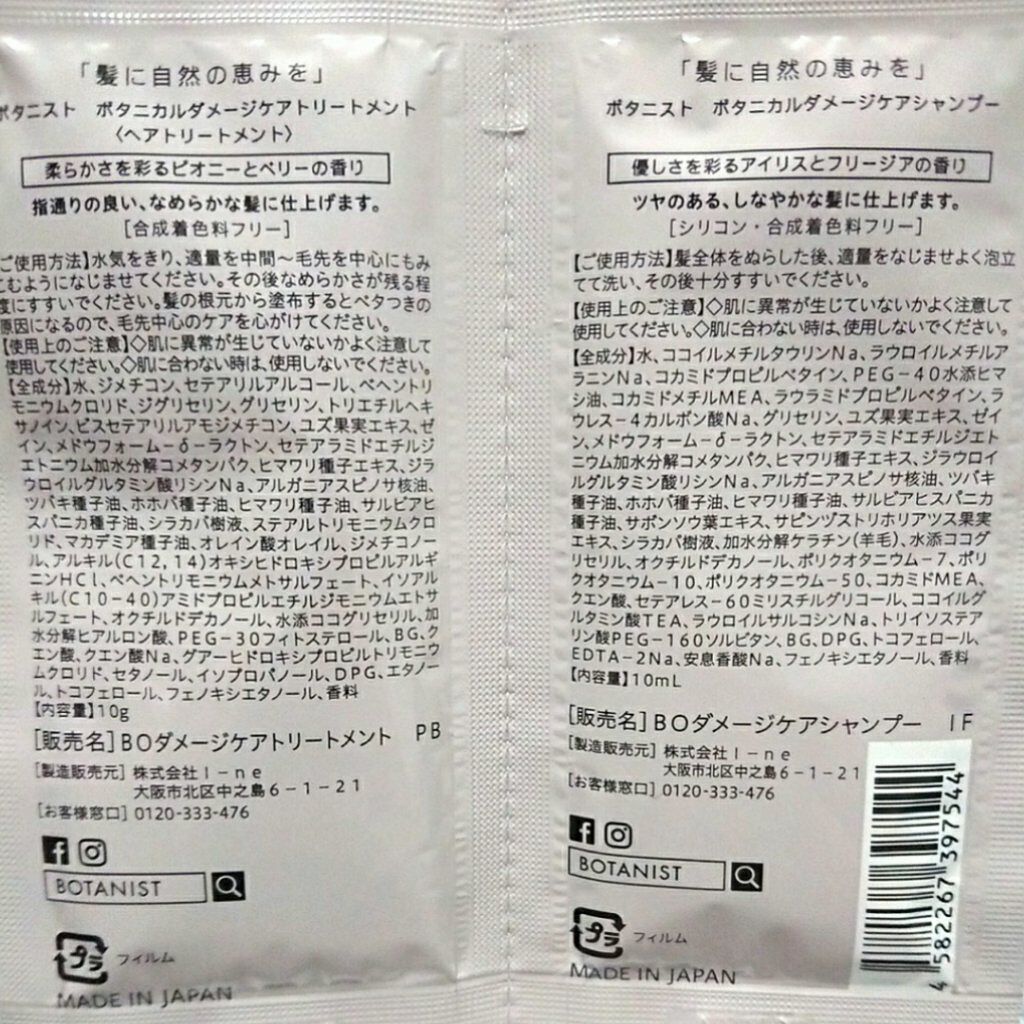 「髪に自然の恵みを」
ボタニスト ボタニカルダメージケアトリートメント
〈ヘアトリートメント〉
柔らかさを彩るピオニーとベリーの香り
指通りの良い、なめらかな髪に仕上げます。
[合成着色料フリー]
ご使用方法】水気をきり、適量を中間～毛先を中心にもみ
こむようになじませてください。その後なめらかさが残る程
度にすすいでください。髪の根元から塗布するとベタつきの
原因になるので、毛先中心のケアを心がけてください。
【使用上のご注意】◇肌に異常が生じていないかよく注意して
使用してください。◇肌に合わない時は、使用しないでください。
【全成分】水、ジメチコン、セテアリルアルコール、ベヘントリ
モニウムクロリド、ジグリセリン、グリセリン、トリエチルヘキ
サノイン、ビスセテアリルアモジメチコン、ユズ果実エキス、ゼ
イン、メドウフォーム－δ－ラクトン、セテアラミドエチルジ
エトニウム加水分解コメタンパク、ヒマワリ種子エキス、ジラ
ウロイルグルタミン酸リシンNa、アルガニアスピノサ核油、
ツバキ種子油、ホホバ種子油、ヒマワリ種子油、サルビアヒ
スパニカ種子油、シラカバ樹液、ステアルトリモニウムクロ
リド、マカデミア種子油、オレイン酸オレイル、ジメチコノー
ル、アルキル(C12,14)オキシヒドロキシプロピルアルギ
ニンHCl、ベヘントリモニウムメトサルフェート、イソアル
キル(C10-40)アミドプロピルエチルジモニウムエトサ
ルフェート、オクチルドデカノール、水添ココグリセリル、加
水分解ヒアルロン酸、PEG－30フィトステロール、BG、ク
エン酸、クエン酸Na、グアーヒドロキシプロピルトリモニウ
ムクロリド、セタノール、イソプロパノール、DPG、エタノー
ル、トコフェロール、フェノキシエタノール、香料
【内容量】10g
[販売名]BOダメージケアトリートメント PB
[製造販売元] 株式会社I－ne
大阪市北区中之島6－1－21
[お客様窓口] 0120-333-476
BOTANIST
プラ フィルム
MADE IN JAPAN
「髪に自然の恵みを」
ボタニスト ボタニカルダメージケアシャンプー
優しさを彩るアイリスとフリージアの香り
ツヤのある、しなやかな髪に仕上げます。
[シリコン・合成着色料フリー]
【ご使用方法】髪全体をぬらした後、適量をなじませよく泡立
てて洗い、その後十分すすいでください。
【使用上のご注意】◇肌に異常が生じていないかよく注意して
使用してください。◇肌に合わない時は、使用しないでください。
【全成分】水、ココイルメチルタウリンNa、ラウロイルメチルア
ラニンNa、コカミドプロピルベタイン、PEG－40水添ヒマ
シ油、コカミドメチルMEA、ラウラミドプロピルベタイン、ラ
ウレス－4カルボン酸Na、グリセリン、ユズ果実エキス、ゼイ
ン、メドウフォーム－δ－ラクトン、セテアラミドエチルジエト
ニウム加水分解コメタンパク、ヒマワリ種子エキス、ジラウロイ
ルグルタミン酸リシンNa、アルガニアスピノサ核油、ツバキ
種子油、ホホバ種子油、ヒマワリ種子油、サルビアヒスパニカ
種子油、サボンソウ葉エキス、サピンヅストリホリアツス果実
エキス、シラカバ樹液、加水分解ケラチン(羊毛)、水添ココグ
リセリル、オクチルドデカノール、ポリクオタニウム－7、ポリ
クオタニウム－10、ポリクオタニウム－50、コカミドMEA、
クエン酸、セテアレス－60ミリスチルグリコール、ココイルグ
ルタミン酸TEA、ラウロイルサルコシンNa、トリイソステア
リン酸PEG－160ソルビタン、BG、DPG、トコフェロール、
EDTA－2Na、安息香酸Na、フェノキシエタノール、香料
【内容量】10mL
[販売名]BOダメージケアシャンプー IF
[製造販売元] 株式会社I－ne
大阪市北区中之島6－1－21
[お客様窓口] 0120-333-476
BOTANIST
プラ フィルム
MADE IN JAPAN
4 582267 397544